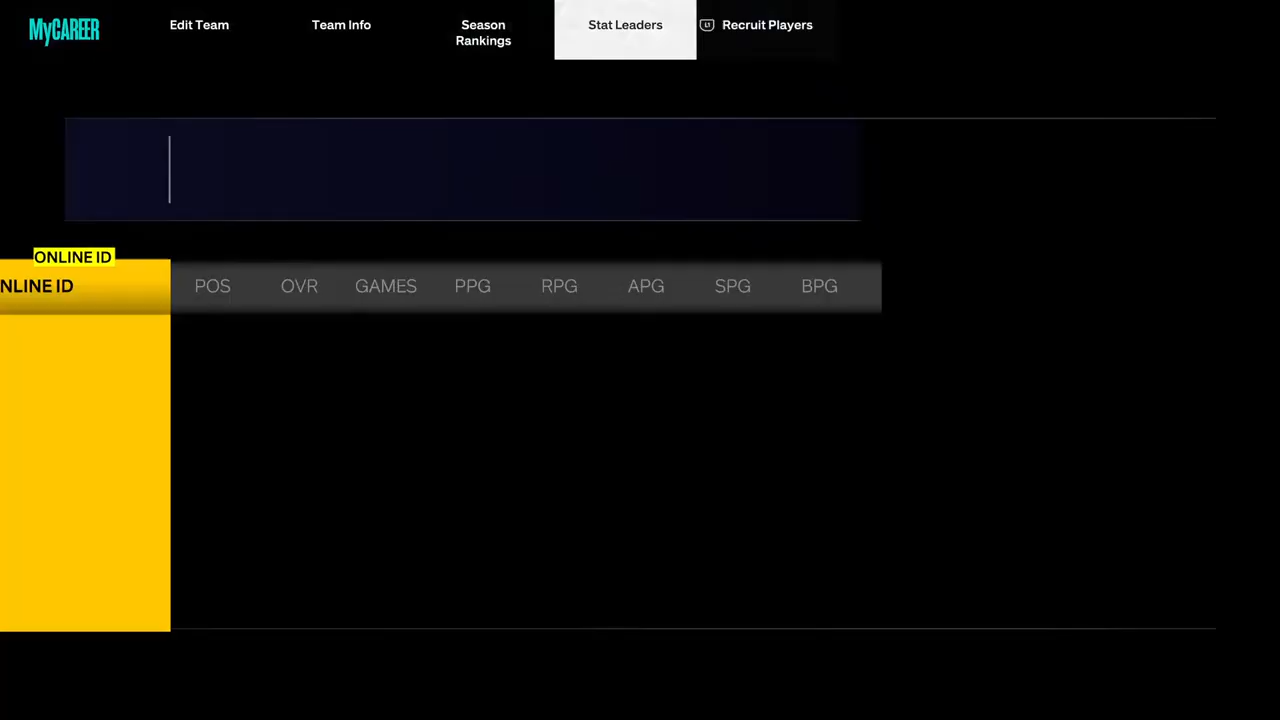 MyCAREER
Edit Team
Team Info
Season
Rankings
Stat Leaders
L1 Recruit Players
ONLINE ID
NLINE ID POS OVR GAMES PPG RPG APG SPG BPG